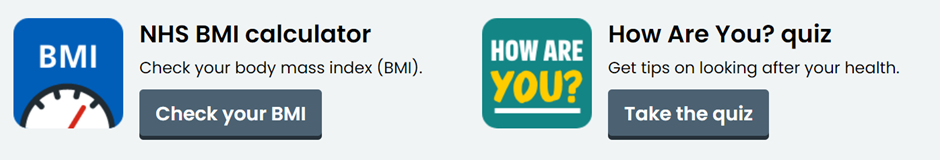 BMI
NHS BMI calculator
Check your body mass index (BMI).
Check your BMI
HOW ARE
YOU?
How Are You? quiz
Get tips on looking after your health.
Take the quiz